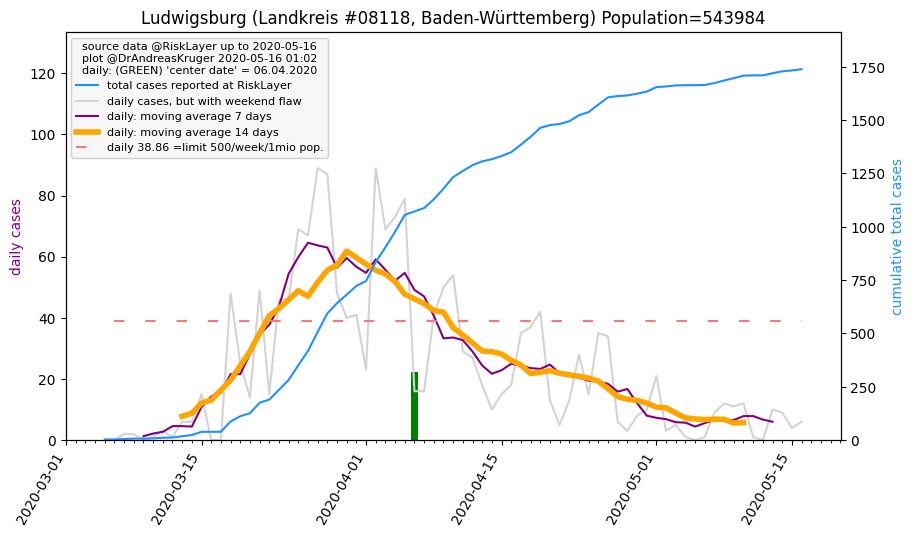 Ludwigsburg (Landkreis #08118, Baden-Württemberg) Population=543984
source data @RiskLayer up to 2020-05-16
plot @DrAndreasKruger 2020-05-16 01:02
daily: (GREEN) 'center date' = 06.04.2020
total cases reported at RiskLayer
daily cases, but with weekend flaw
daily: moving average 7 days
daily: moving average 14 days
daily 38.86 =limit 500/week/1mio pop.
daily cases
120
100
80
60
40
20
0
1750
1500
1250
1000
750
500
250
0
cumulative total cases
2020-03-01
2020-03-15
2020-04-01
2020-04-15
2020-05-01
2020-05-15